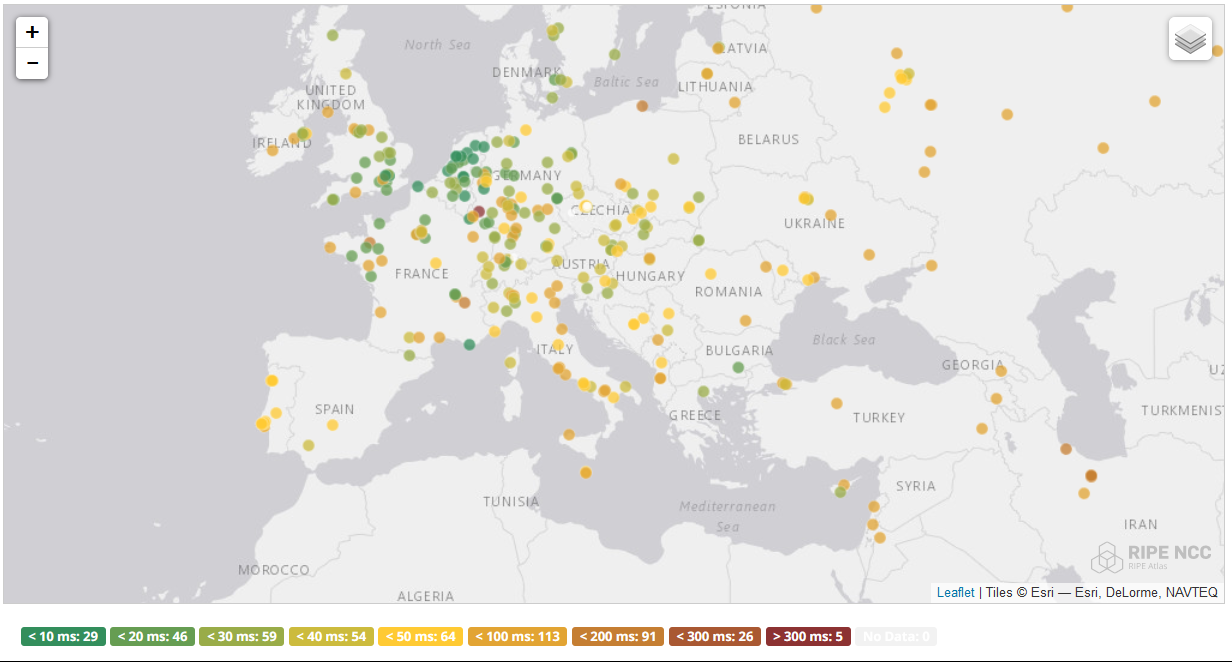 ESTONIA
+
−
North Sea
LATVIA
DENMARK
Baltic Sea
LITHUANIA
UNITED
KINGDOM
BELARUS
IRELAND
GERMANY
CZECHIA
UKRAINE
AUSTRIA
FRANCE
HUNGARY
ROMANIA
Black Sea
ITALY
BULGARIA
GEORGIA
UZ
SPAIN
GREECE
TURKEY
TURKMENIST
SYRIA
TUNISIA
Mediterranean
Sea
IRAN
MOROCCO
RIPE NCC
RIPE Atlas
ALGERIA
Leaflet | Tiles © Esri — Esri, DeLorme, NAVTEQ
< 10 ms: 29 < 20 ms: 46 < 30 ms: 59 < 40 ms: 54 < 50 ms: 64 < 100 ms: 113 < 200 ms: 91 < 300 ms: 26 > 300 ms: 5 No Data: 0